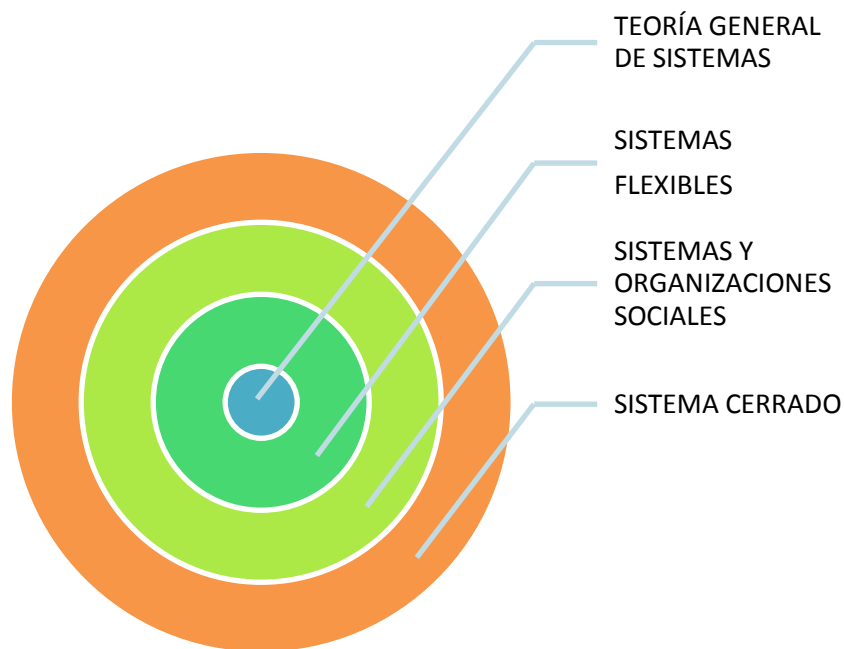 TEORÍA GENERAL
DE SISTEMAS
SISTEMAS
FLEXIBLES
SISTEMAS Y
ORGANIZACIONES
SOCIALES
SISTEMA CERRADO